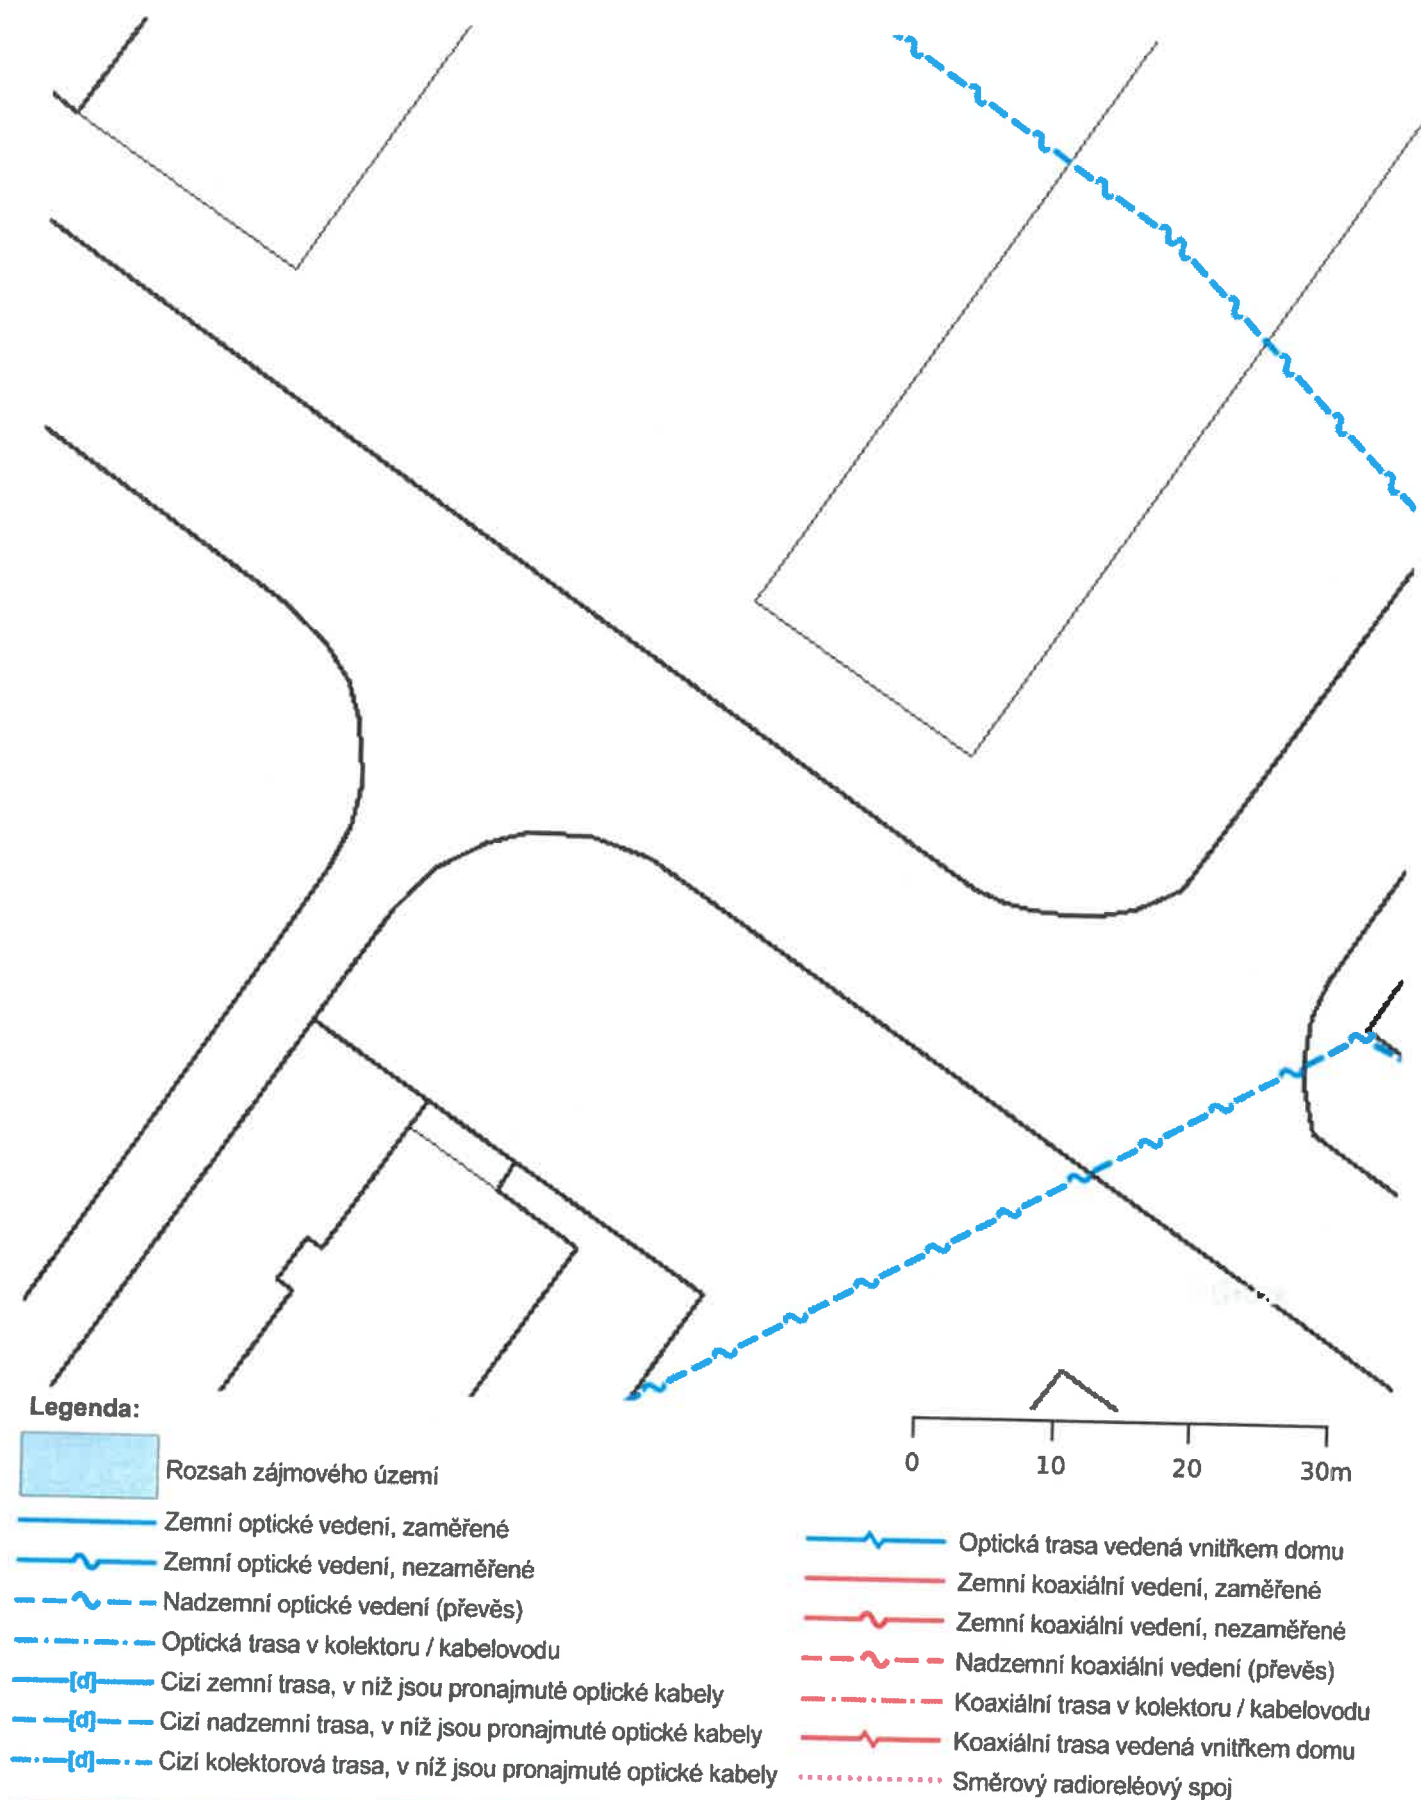 Legenda:
0 10 20 30m
Rozsah zájmového území
Zemní optické vedení, zaměřené
Zemní optické vedení, nezaměřené
Nadzemní optické vedení (převěs)
Optická trasa v kolektoru / kabelovodu
[d] Cizí zemní trasa, v níž jsou pronajmuté optické kabely
[d] Cizí nadzemní trasa, v níž jsou pronajmuté optické kabely
[d] Cizí kolektorová trasa, v níž jsou pronajmuté optické kabely
Optická trasa vedená vnitřkem domu
Zemní koaxiální vedení, zaměřené
Zemní koaxiální vedení, nezaměřené
Nadzemní koaxiální vedení (převěs)
Koaxiální trasa v kolektoru / kabelovodu
Koaxiální trasa vedená vnitřkem domu
Směrový radioreléový spoj